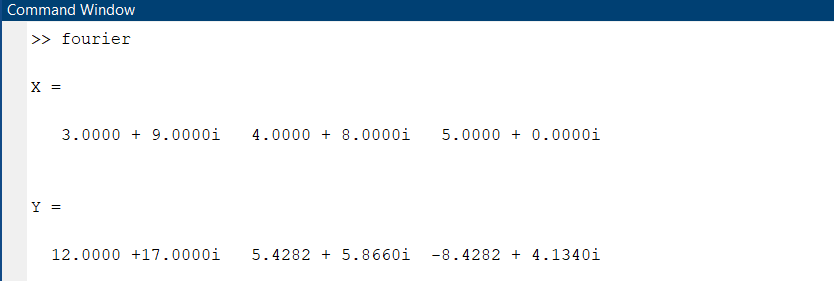 Command Window
>> fourier
X =
3.0000 + 9.0000i   4.0000 + 8.0000i   5.0000 + 0.0000i
Y =
12.0000 +17.0000i   5.4282 + 5.8660i  -8.4282 + 4.1340i